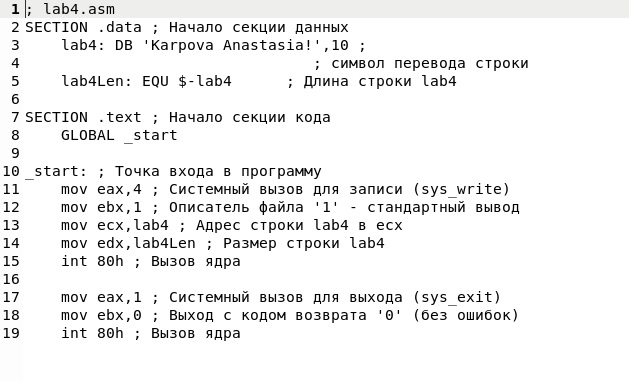 1 ; lab4.asm
2 SECTION .data ; Начало секции данных
3     lab4: DB 'Karpova Anastasia!',10 ;
4                                 ; символ перевода строки
5     lab4Len: EQU $-lab4      ; Длина строки lab4
6
7 SECTION .text ; Начало секции кода
8     GLOBAL _start
9
10 _start: ; Точка входа в программу
11     mov eax,4 ; Системный вызов для записи (sys_write)
12     mov ebx,1 ; Описатель файла '1' - стандартный вывод
13     mov ecx,lab4 ; Адрес строки lab4 в ecx
14     mov edx,lab4Len ; Размер строки lab4
15     int 80h ; Вызов ядра
16
17     mov eax,1 ; Системный вызов для выхода (sys_exit)
18     mov ebx,0 ; Выход с кодом возврата '0' (без ошибок)
19     int 80h ; Вызов ядра